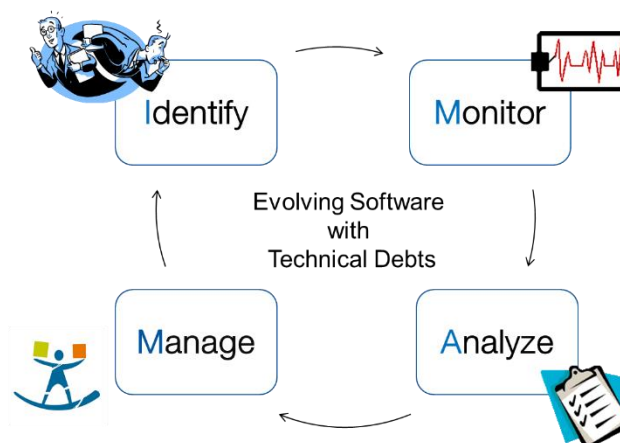 Identify
Monitor
Evolving Software
with
Technical Debts
Manage
Analyze